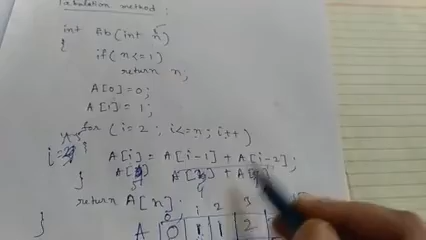 Tabulation method :
int fib(int n)
{
if(n<=1)
return n;
A[0]=0;
A[1]=1;
for (i=2; i<=n; i++)
A[i] = A[i-1] + A[i-2];
}
return A[n];
}
1 2 3
A 0 1 1 2